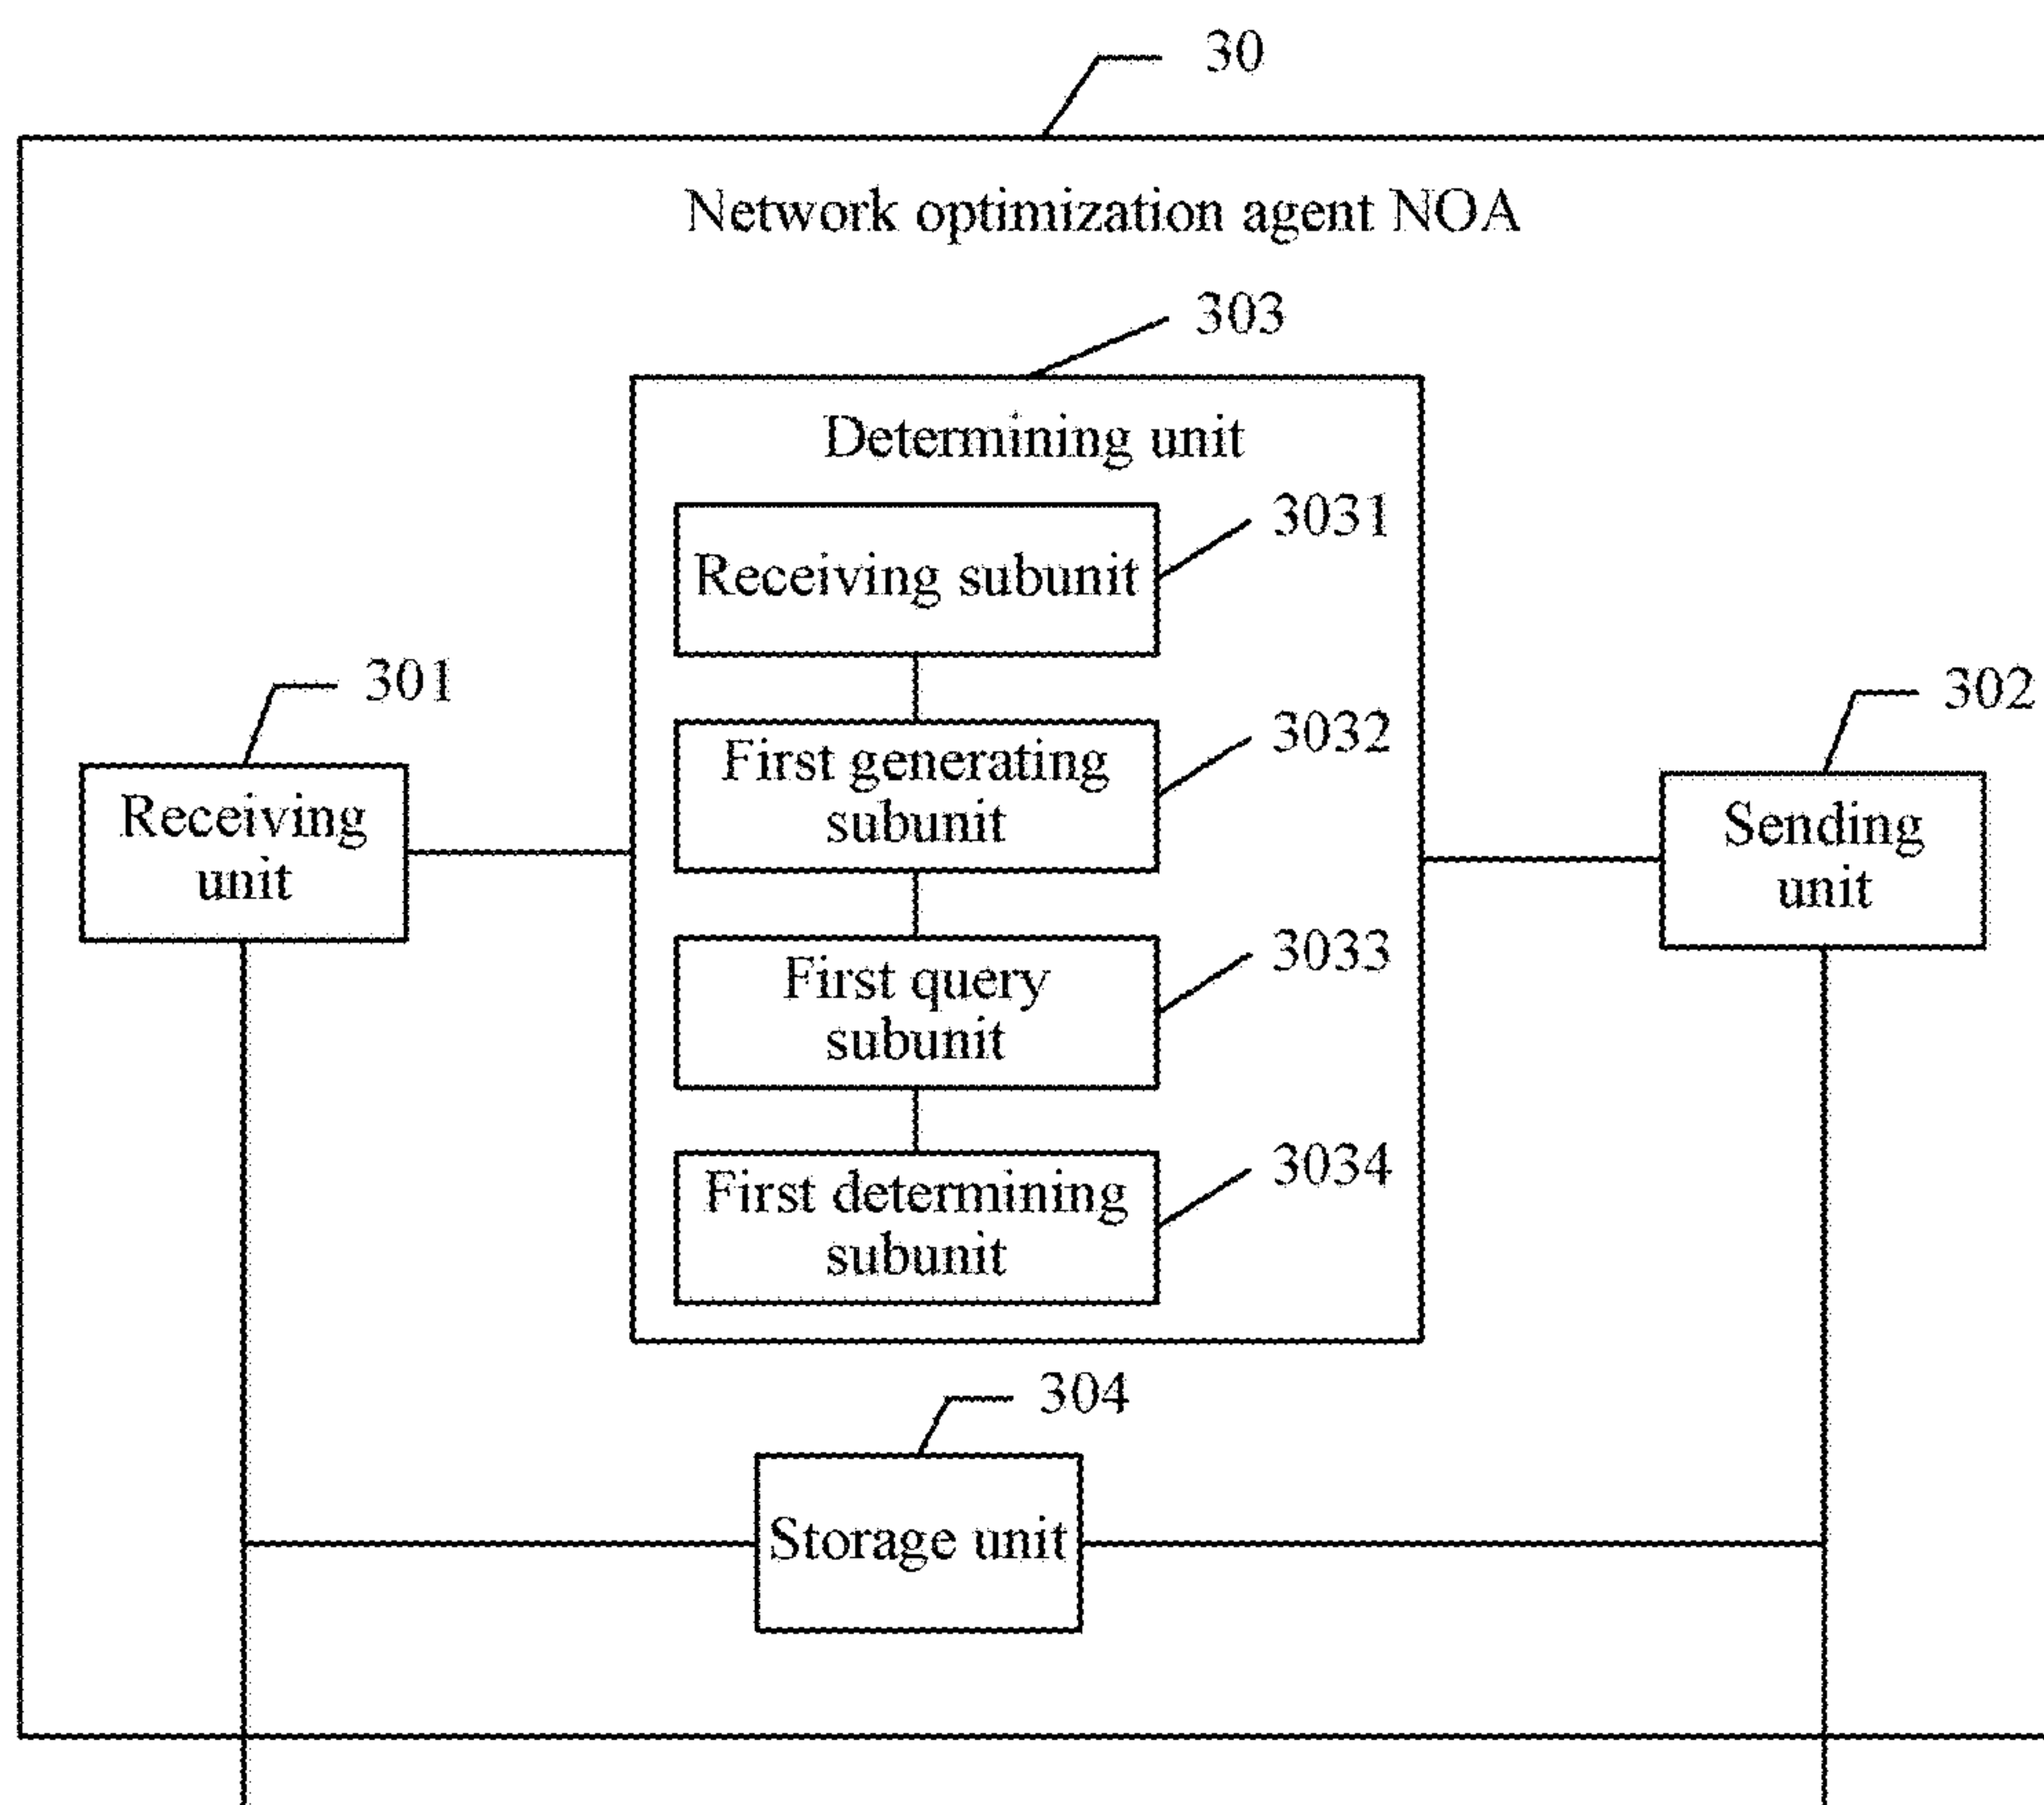 30
Network optimization agent NOA
303
Determining unit
3031
Receiving subunit
301
302
3032
First generating
subunit
Receiving
unit
Sending
unit
3033
First query
subunit
3034
First determining
subunit
304
Storage unit